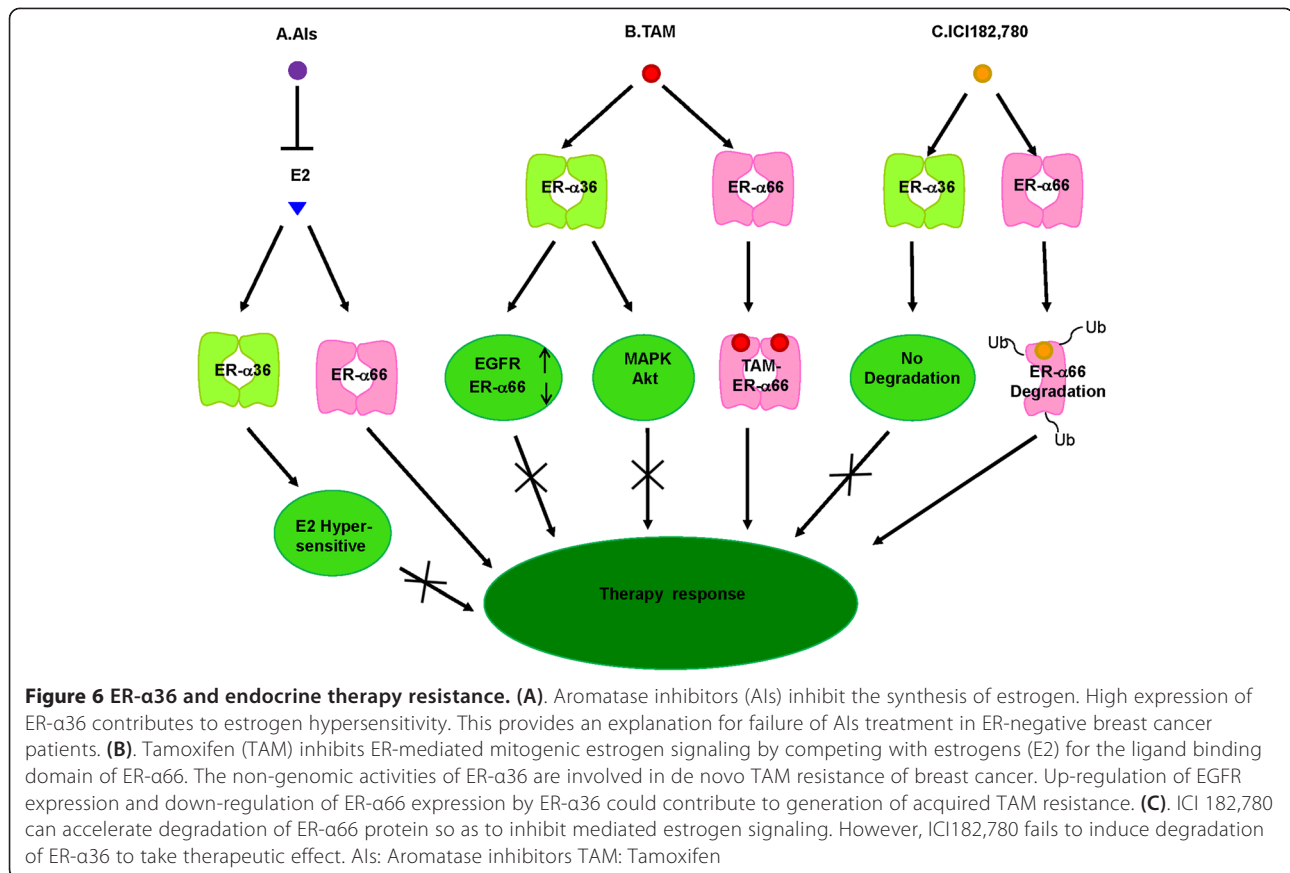 A.AIs
B.TAM
C.ICI182,780
E2
ER-α36
ER-α66
ER-α36
ER-α66
ER-α36
ER-α66
EGFR
ER-α66
MAPK
Akt
TAM-
ER-α66
No
Degradation
Ub
Ub
ER-α66
Degradation
Ub
E2 Hyper-
sensitive
Therapy response
Figure 6 ER-α36 and endocrine therapy resistance. (A). Aromatase inhibitors (AIs) inhibit the synthesis of estrogen. High expression of
ER-α36 contributes to estrogen hypersensitivity. This provides an explanation for failure of AIs treatment in ER-negative breast cancer
patients. (B). Tamoxifen (TAM) inhibits ER-mediated mitogenic estrogen signaling by competing with estrogens (E2) for the ligand binding
domain of ER-α66. The non-genomic activities of ER-α36 are involved in de novo TAM resistance of breast cancer. Up-regulation of EGFR
expression and down-regulation of ER-α66 expression by ER-α36 could contribute to generation of acquired TAM resistance. (C). ICI 182,780
can accelerate degradation of ER-α66 protein so as to inhibit mediated estrogen signaling. However, ICI182,780 fails to induce degradation
of ER-α36 to take therapeutic effect. AIs: Aromatase inhibitors TAM: Tamoxifen